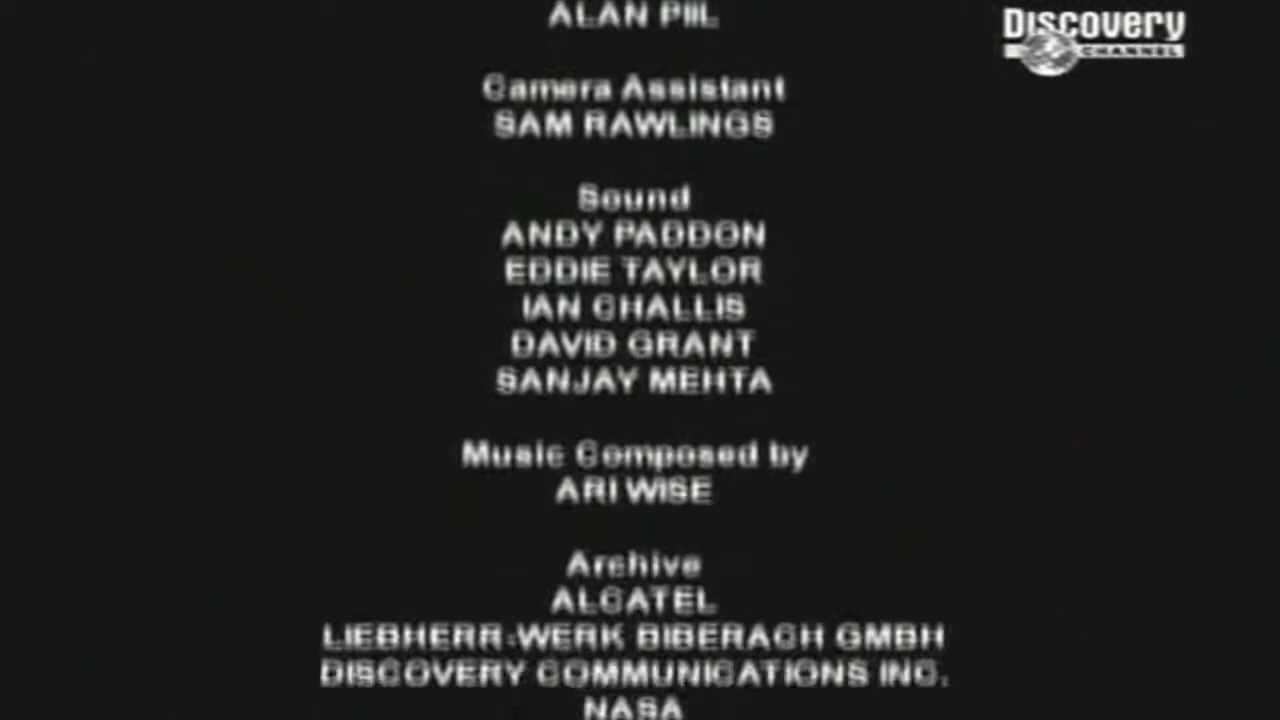 ALAN PIIL
Discovery
CHANNEL
Camera Assistant
SAM RAWLINGS
Sound
ANDY PADDON
EDDIE TAYLOR
IAN CHALLIS
DAVID GRANT
SANJAY MEHTA
Music Composed by
ARI WISE
Archive
ALCATEL
LIEBHERR-WERK BIBERACH GMBH
DISCOVERY COMMUNICATIONS INC.
NASA